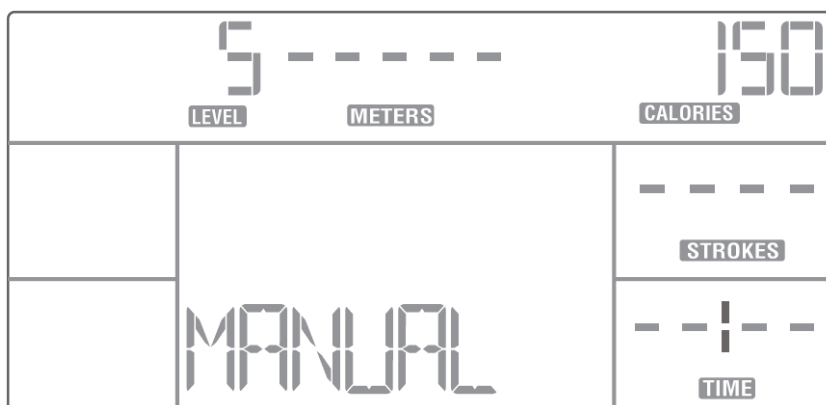 5 - - - - - 150
LEVEL METERS CALORIES
- - - -
STROKES
MANUAL - - : - -
TIME